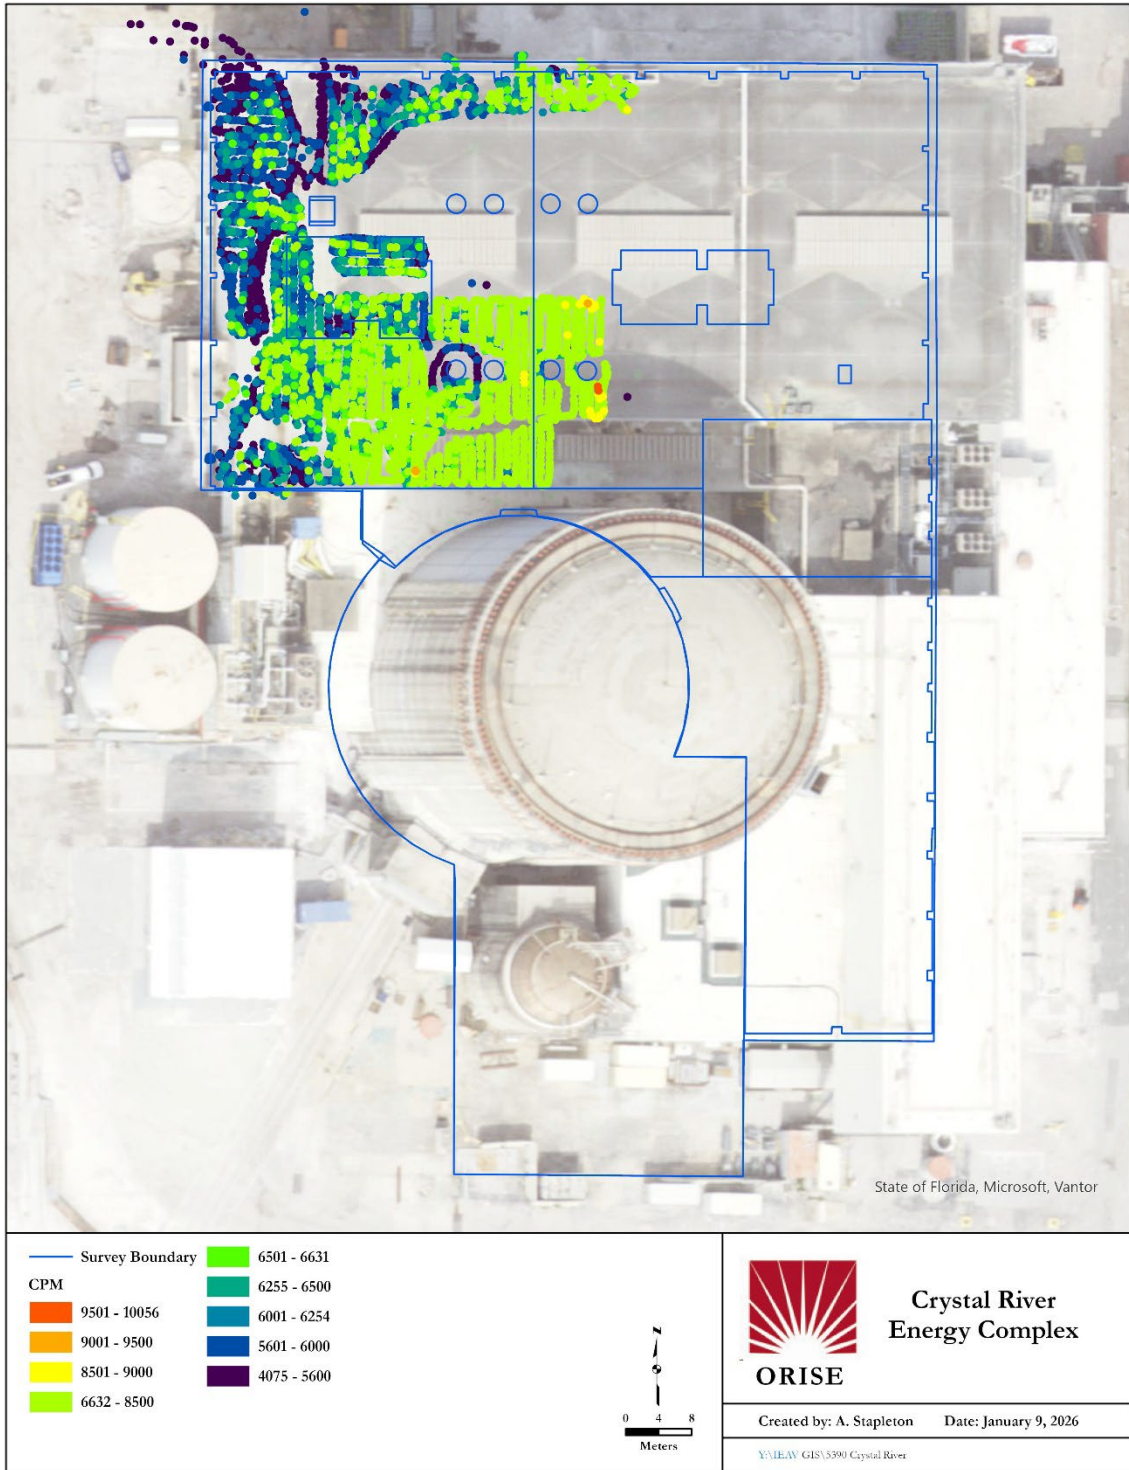 State of Florida, Microsoft, Vantor
Survey Boundary
CPM
9501 - 10056
9001 - 9500
8501 - 9000
6632 - 8500
6501 - 6631
6255 - 6500
6001 - 6254
5601 - 6000
4075 - 5600
N
0 4 8
Meters
ORISE
Crystal River
Energy Complex
Created by: A. Stapleton Date: January 9, 2026
Y:\IEAV GIS\5390 Crystal River